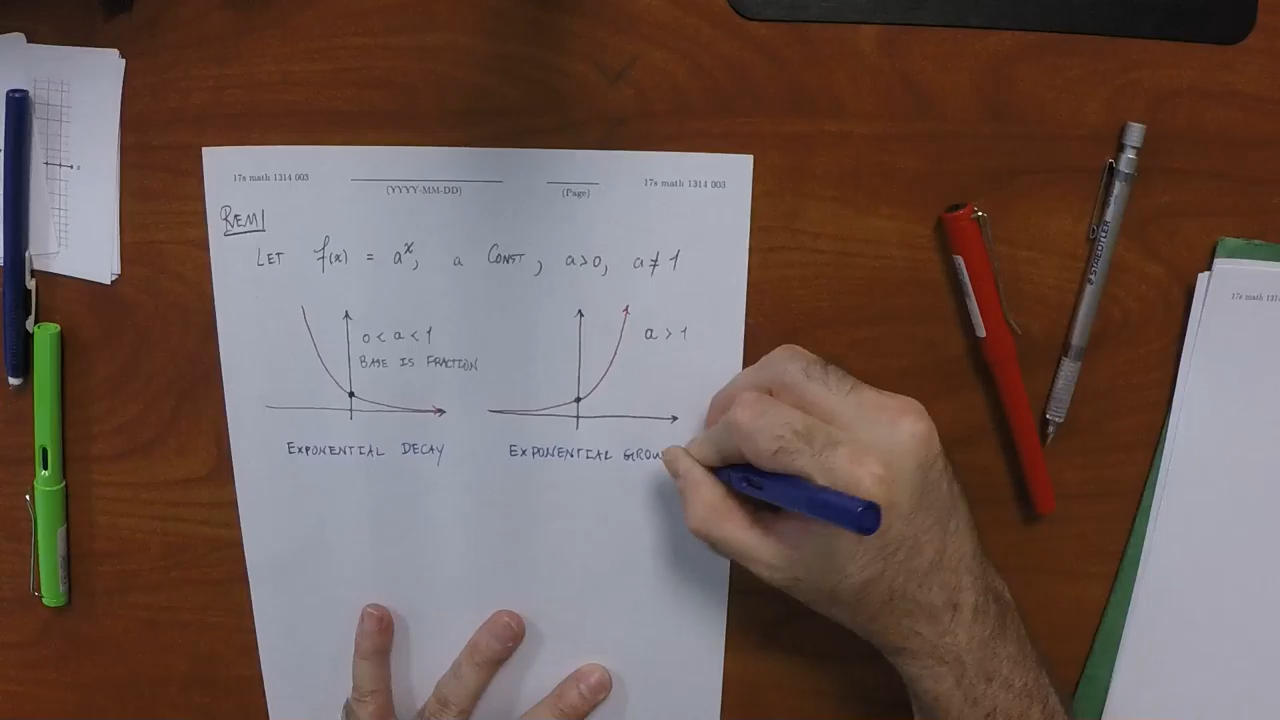 17s math 1314 003 (YYYY-MM-DD) (Page) 17s math 1314 003
REM
LET f(x) = a^x, a CONST, a>0, a≠1
0 < a < 1
BASE IS FRACTION
a > 1
EXPONENTIAL DECAY
EXPONENTIAL GROW
STAEDTLER
17s math 131